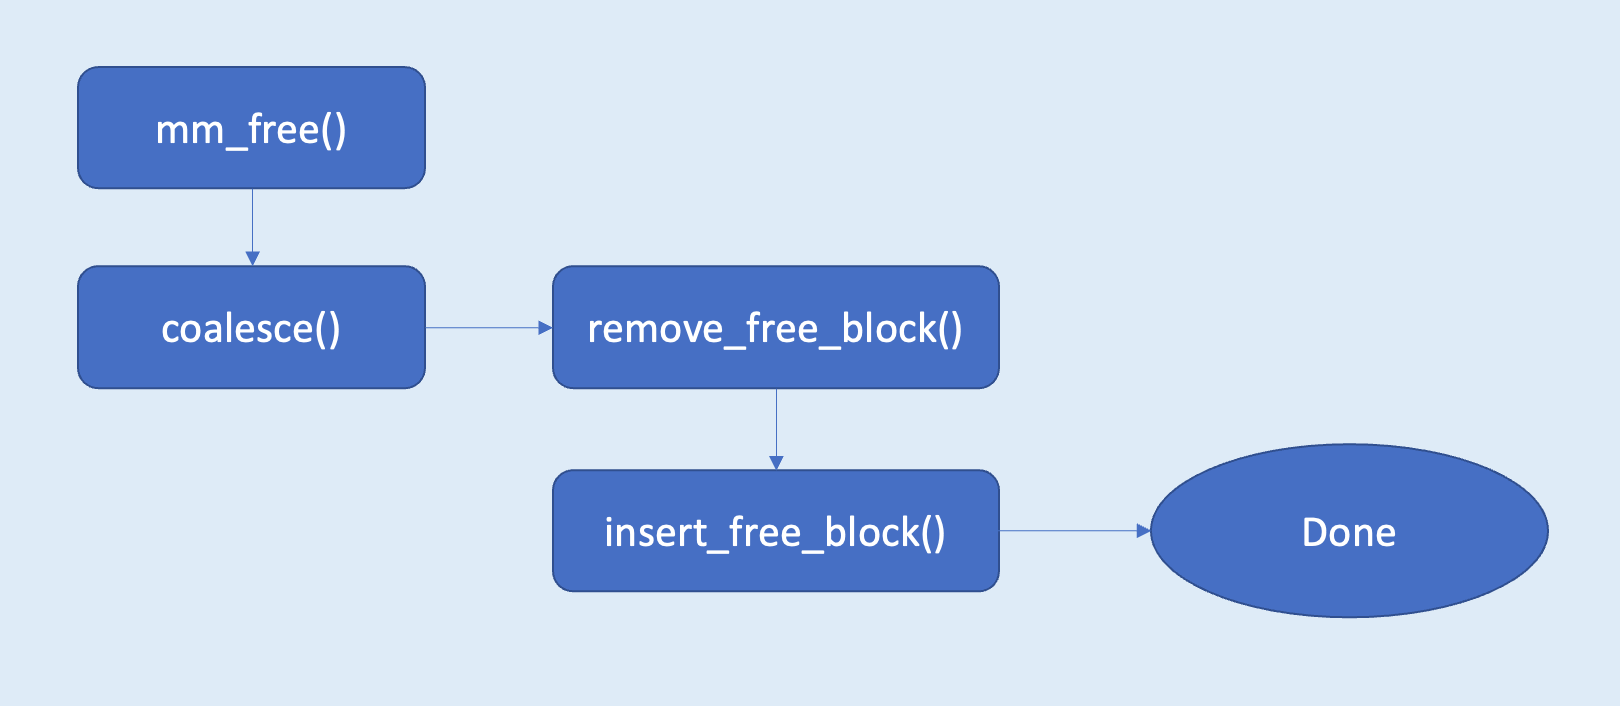 mm_free()
coalesce()
remove_free_block()
insert_free_block()
Done